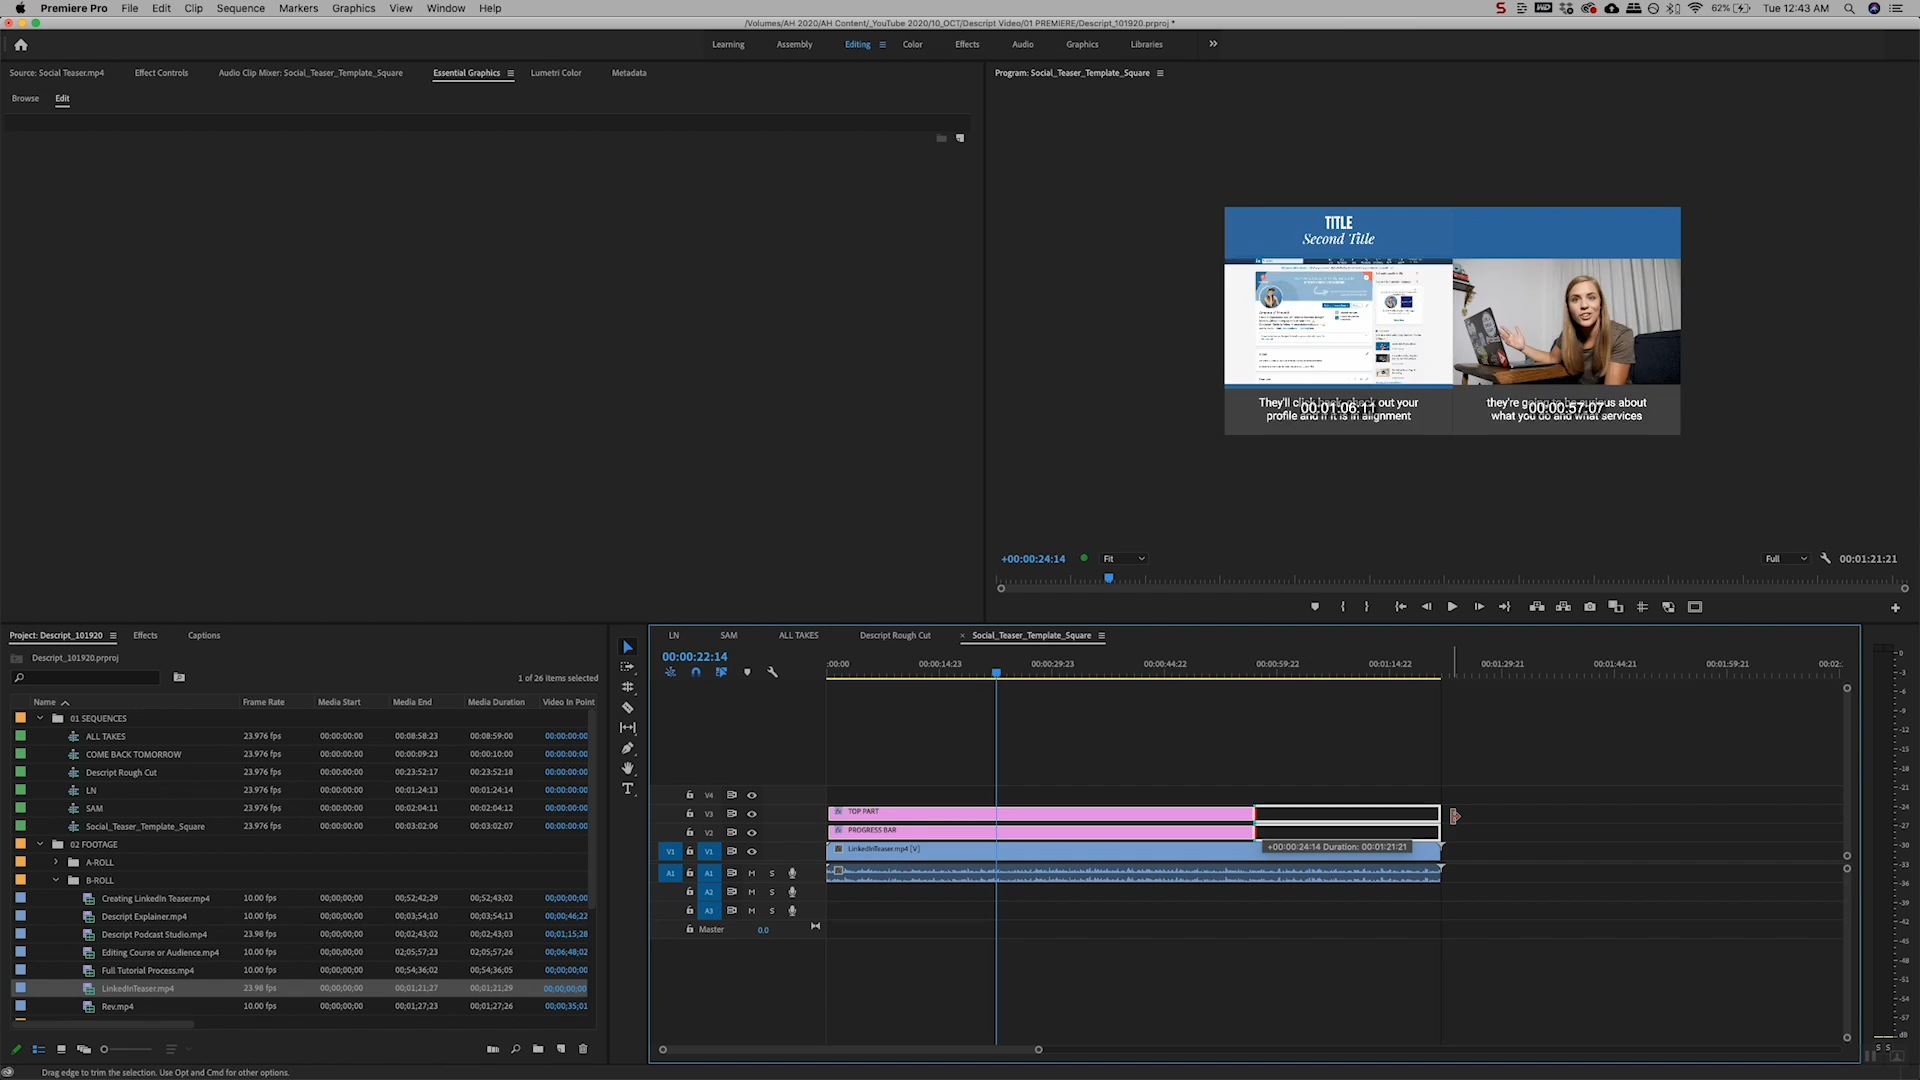 Premiere Pro File Edit Clip Sequence Markers Graphics View Window Help
62% Tue 12:43 AM
/Volumes/AH 2020/AH Content/_YouTube 2020/10_OCT/Descript Video/01 PREMIERE/Descript_101920.prproj *
Learning Assembly Editing Color Effects Audio Graphics Libraries
Source: Social Teaser.mp4 Effect Controls Audio Clip Mixer: Social_Teaser_Template_Square Essential Graphics Lumetri Color Metadata
Browse Edit
Program: Social_Teaser_Template_Square
TITLE
Second Title
They'll click out your
profile and if it is in alignment
00:01:06:11
they're going to be curious about
what you do and what services
00:00:57:07
+00:00:24:14 Fit Full 00:01:21:21
Project: Descript_101920 Effects Captions
Descript_101920.prproj
1 of 26 items selected
Name Frame Rate Media Start Media End Media Duration Video In Point
01 SEQUENCES
ALL TAKES 23.976 fps 00:00:00:00 00:08:58:23 00:08:59:00 00:00:00:00
COME BACK TOMORROW 23.976 fps 00:00:00:00 00:00:09:23 00:00:10:00 00:00:00:00
Descript Rough Cut 23.976 fps 00:00:00:00 00:23:52:17 00:23:52:18 00:00:00:00
LN 23.976 fps 00:00:00:00 00:01:24:13 00:01:24:14 00:00:00:00
SAM 23.976 fps 00:00:00:00 00:02:04:11 00:02:04:12 00:00:00:00
Social_Teaser_Template_Square 23.976 fps 00:00:00:00 00:03:02:06 00:03:02:07 00:00:00:00
02 FOOTAGE
A-ROLL
B-ROLL
Creating LinkedIn Teaser.mp4 10.00 fps 00;00;00;00 00;52;42;29 00;52;43;02 00;00;00;00
Descript Explainer.mp4 10.00 fps 00;00;00;00 00;03;54;10 00;03;54;13 00;00;46;22
Descript Podcast Studio.mp4 23.98 fps 00;00;00;00 00;02;43;02 00;02;43;03 00;01;15;28
Editing Course or Audience.mp4 10.00 fps 00;00;00;00 02;05;57;23 02;05;57;26 00;06;48;02
Full Tutorial Process.mp4 10.00 fps 00;00;00;00 00;54;36;02 00;54;36;05 00;00;00;00
LinkedInTeaser.mp4 23.98 fps 00;00;00;00 00;01;21;27 00;01;21;29 00;00;00;00
Rev.mp4 10.00 fps 00;00;00;00 00;01;27;23 00;01;27;26 00;00;35;01
LN SAM ALL TAKES Descript Rough Cut × Social_Teaser_Template_Square
00:00:22:14
:00:00 00:00:14:23 00:00:29:23 00:00:44:22 00:00:59:22 00:01:14:22 00:01:29:21 00:01:44:21 00:01:59:21 00:02:
V4
V3 TOP PART
V2 PROGRESS BAR
V1 V1 LinkedInTeaser.mp4 [V]
+00:00:24:14 Duration: 00:01:21:21
A1 A1 M S
A2 M S
A3 M S
Master 0.0
0
-3
-6
-9
-12
-15
-18
-21
-24
-27
-30
-33
-36
-39
-42
-45
-48
-51
-54
-57
dB
S S
Drag edge to trim the selection. Use Opt and Cmd for other options.